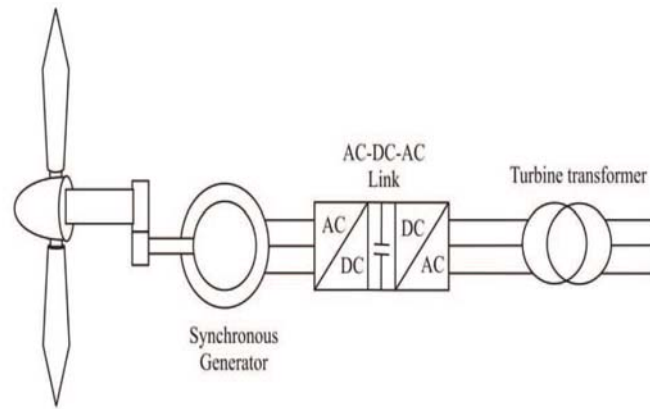 AC-DC-AC
Link
Turbine transformer
AC
DC
DC
AC
Synchronous
Generator